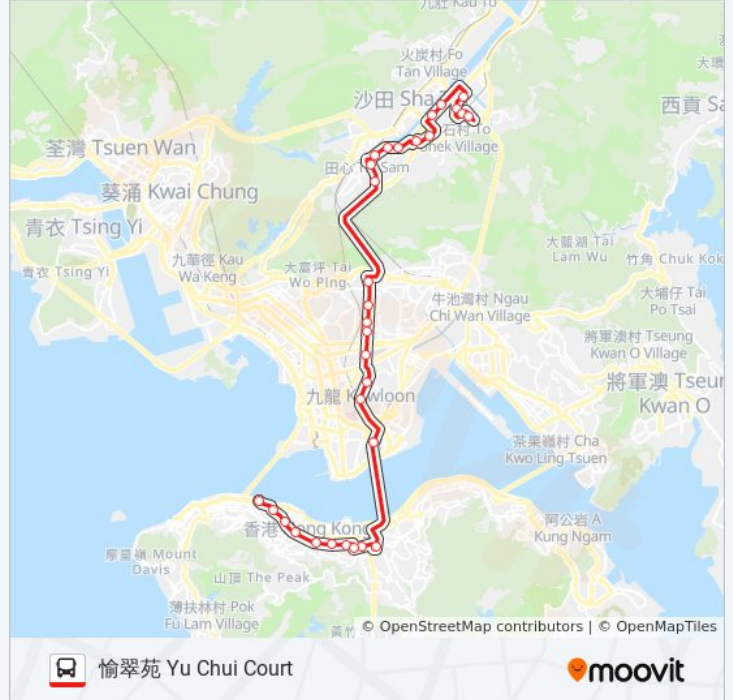 九肚 Kau To
火炭村 Fo
Tan Village
沙田 Sha
西貢 Sa
荃灣 Tsuen Wan
石村 To
Shek Village
田心 Sam
葵涌 Kwai Chung
青衣 Tsing Yi
大藍湖 Tai
Lam Wu
竹角 Chuk Kok
九華徑 Kau
Wa Keng
青衣 Tsing Yi
大富坪 Tai
Wo Ping
牛池灣村 Ngau
Chi Wan Village
大埔仔 Tai
Po Tsai
將軍澳村 Tseung
Kwan O Village
將軍澳 Tseun
Kwan O
九龍 Kowloon
茶果嶺村 Cha
Kwo Ling Tsuen
香港 Hong Kong
阿公岩 A
Kung Ngam
摩星嶺 Mount
Davis
山頂 The Peak
薄扶林村 Pok
Fu Lam Village
黃竹
© OpenStreetMap contributors | © OpenMapTiles
愉翠苑 Yu Chui Court
moovit